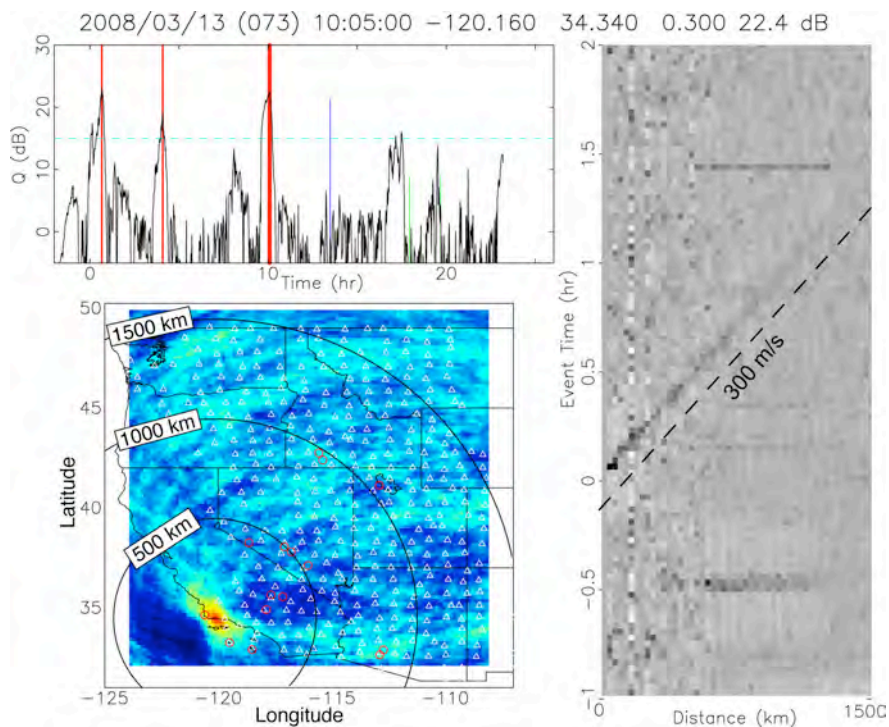 2008/03/13 (073) 10:05:00 -120.160 34.340 0.300 22.4 dB
30
20
10
0
Q (dB)
0 10 20
Time (hr)
50
45
40
35
Latitude
1500 km
1000 km
500 km
−125 −120 −115 −110
Longitude
2
1.5
1
0.5
0
−0.5
−1
Event Time (hr)
300 m/s
0 1500
Distance (km)